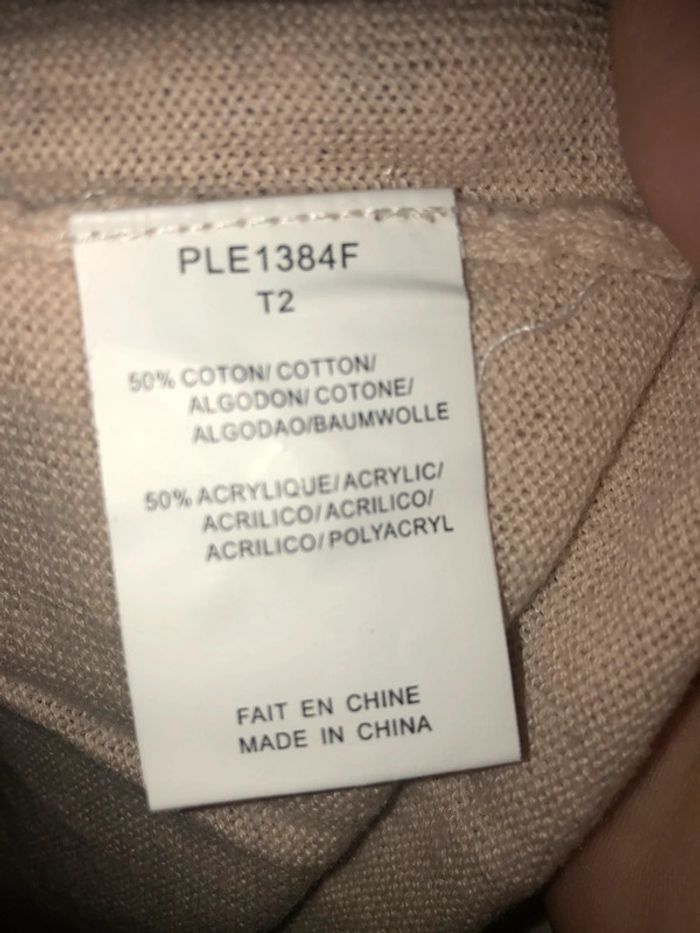 PLE1384F
T2
50% COTON/ COTTON/
ALGODON/ COTONE/
ALGODAO/BAUMWOLLE
50% ACRYLIQUE/ ACRYLIC/
ACRILICO/ ACRILICO/
ACRILICO/ POLYACRYL
FAIT EN CHINE
MADE IN CHINA